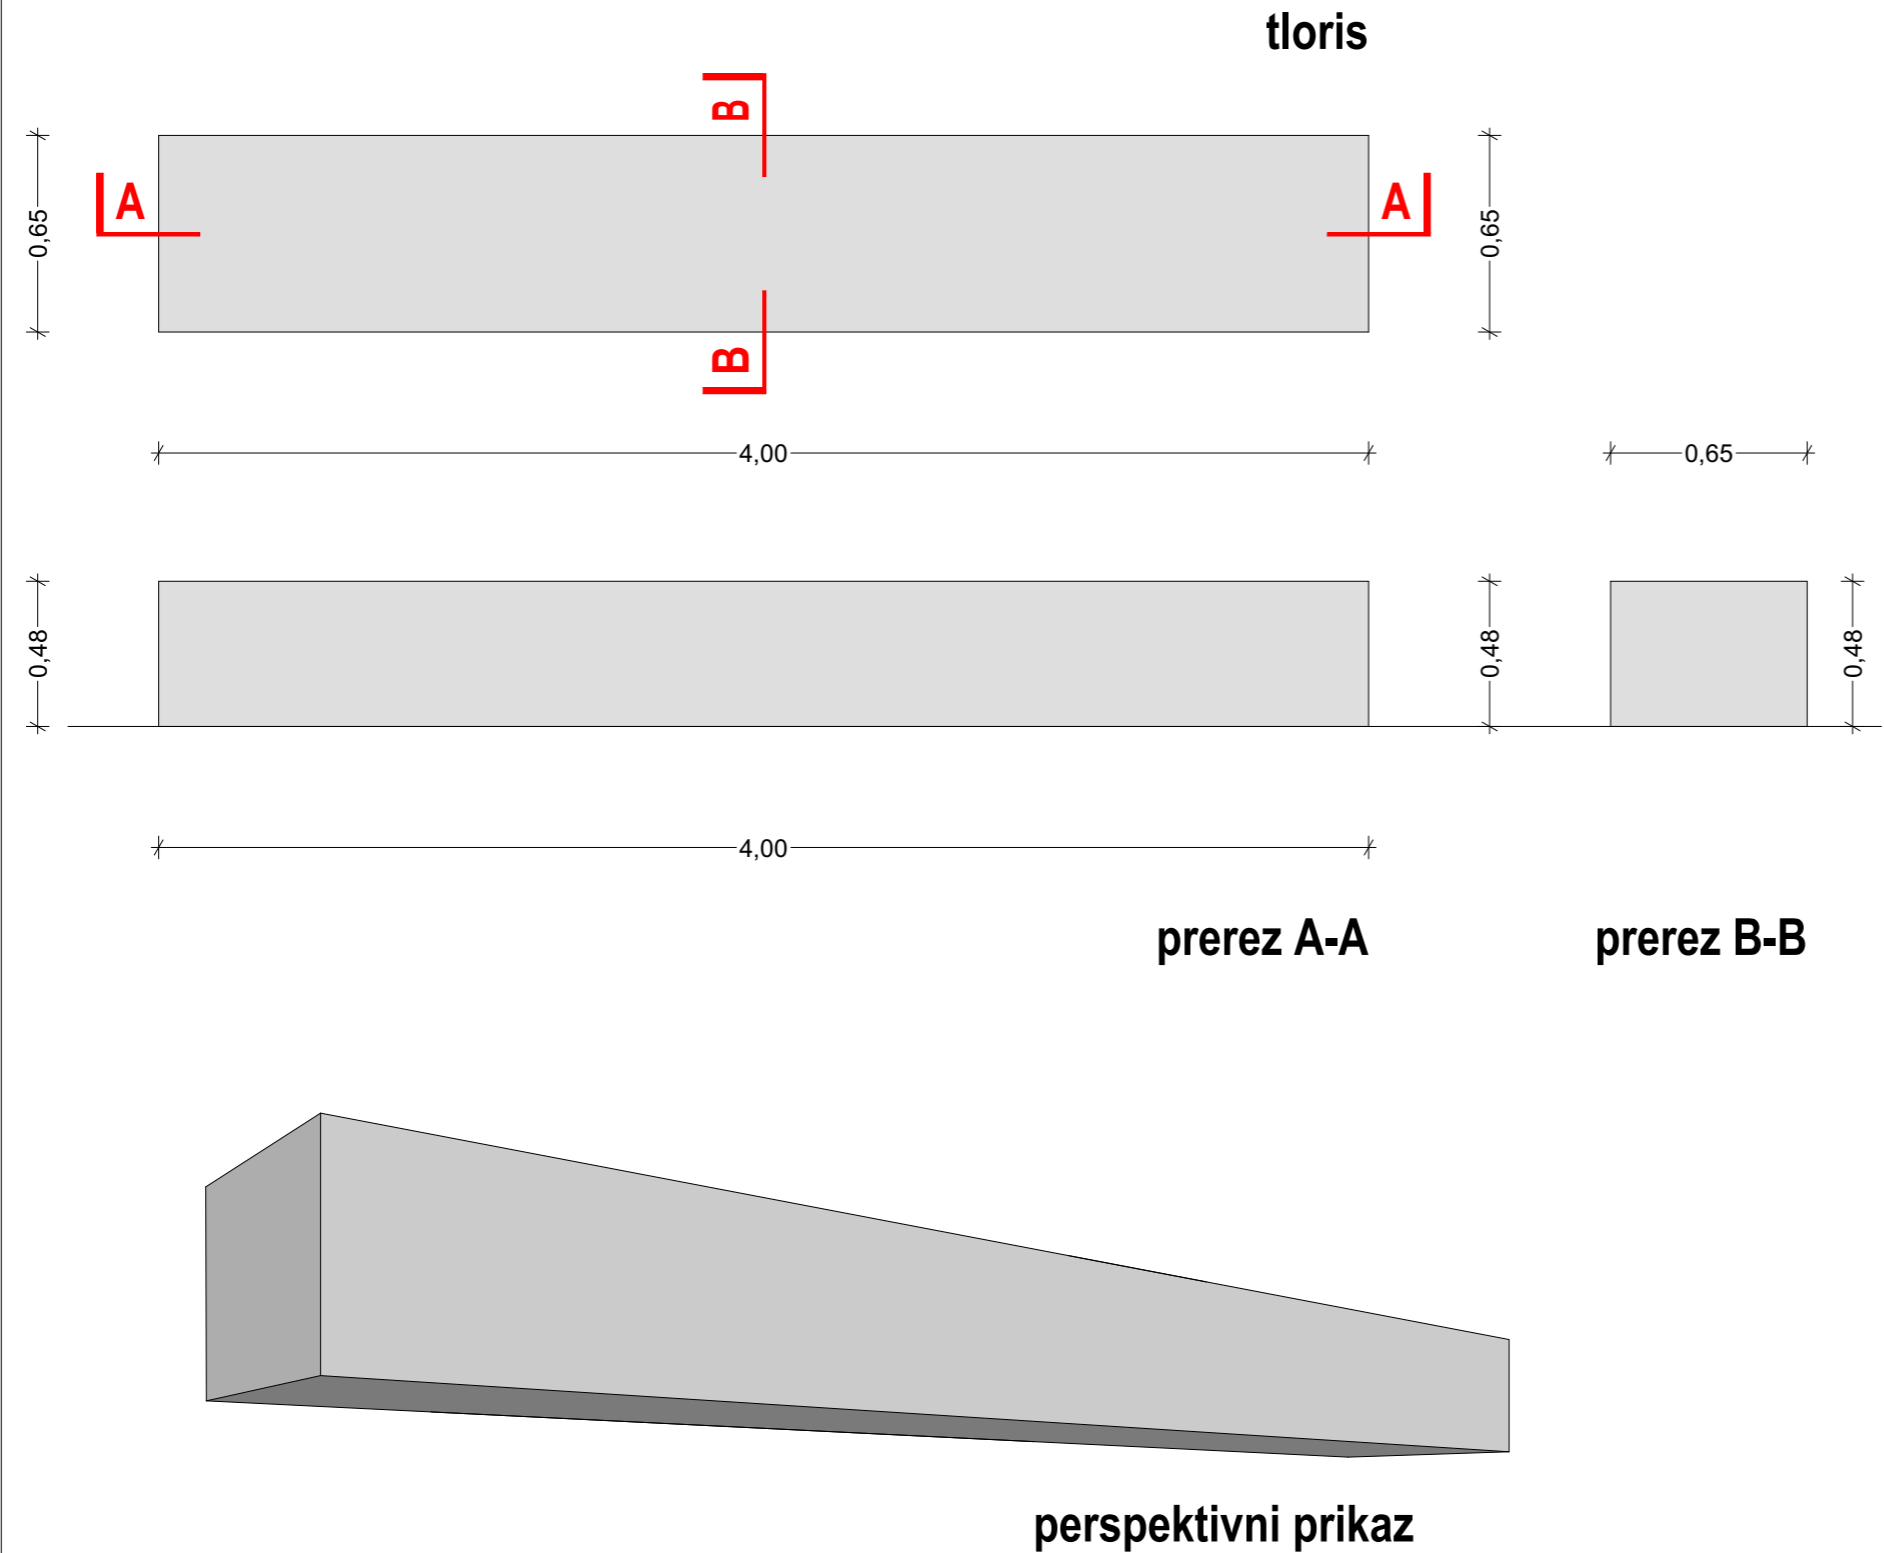 tloris
B
A
A
0,65
0,65
B
4,00
0,65
0,48
0,48
0,48
4,00
prerez A-A
prerez B-B
perspektivni prikaz